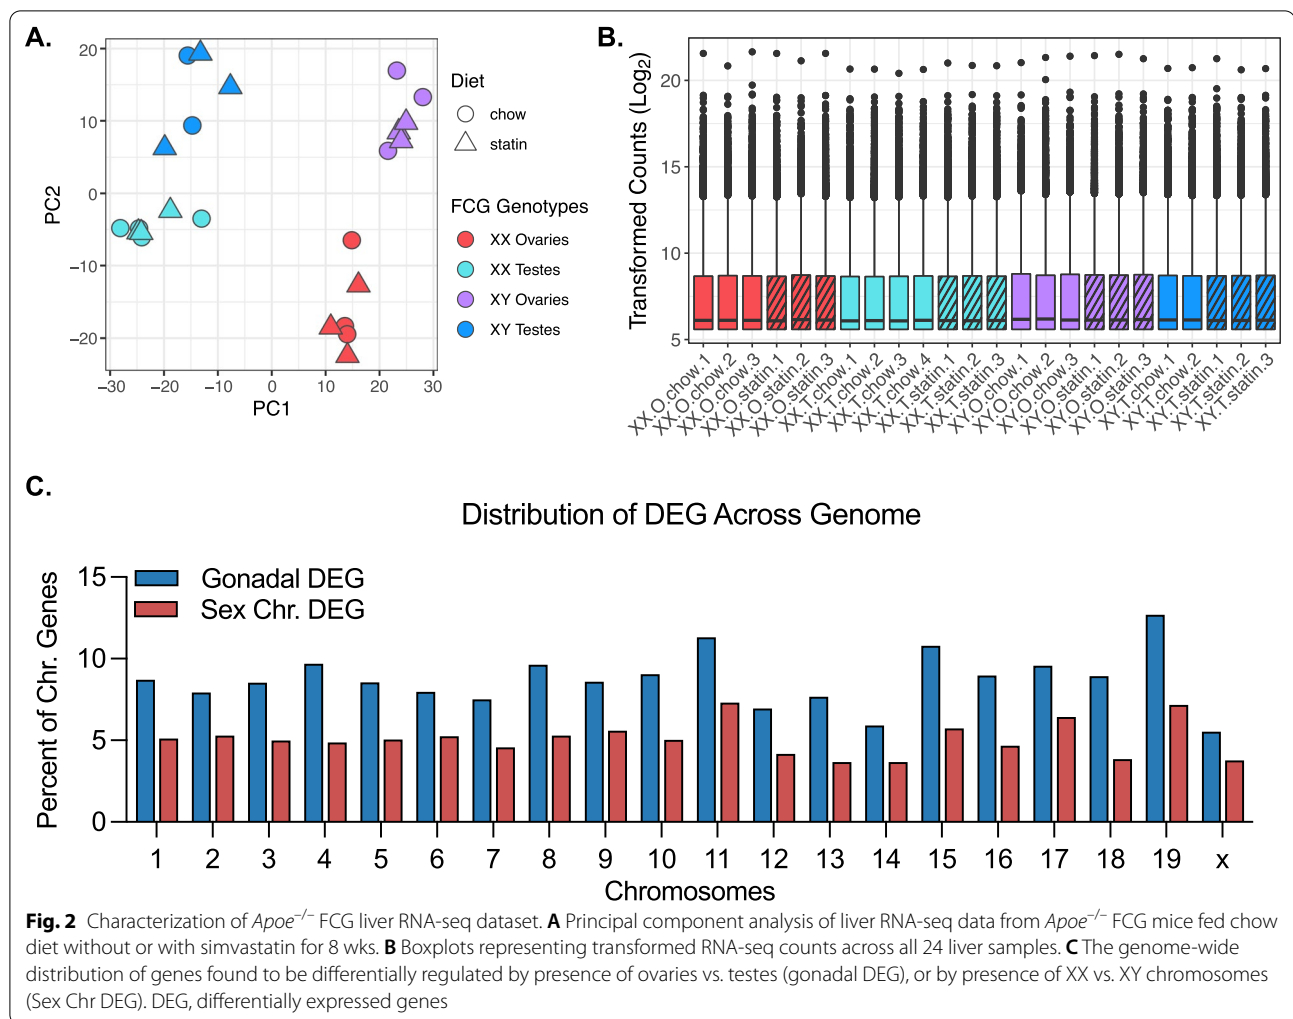 A.
20
10
0
−10
−20
−30
−20
−10
0
10
20
30
PC2
PC1
Diet
chow
statin
FCG Genotypes
XX Ovaries
XX Testes
XY Ovaries
XY Testes
B.
Transformed Counts (Log2)
20
15
10
5
XX.O.chow.1
XX.O.chow.2
XX.O.chow.3
XX.O.statin.1
XX.O.statin.2
XX.O.statin.3
XX.T.chow.1
XX.T.chow.2
XX.T.chow.3
XX.T.chow.4
XX.T.statin.1
XX.T.statin.2
XX.T.statin.3
XY.O.chow.1
XY.O.chow.2
XY.O.chow.3
XY.O.statin.1
XY.O.statin.2
XY.O.statin.3
XY.T.chow.1
XY.T.chow.2
XY.T.statin.1
XY.T.statin.2
XY.T.statin.3
C.
Distribution of DEG Across Genome
Gonadal DEG
Sex Chr. DEG
Percent of Chr. Genes
15
10
5
0
1 2 3 4 5 6 7 8 9 10 11 12 13 14 15 16 17 18 19 x
Chromosomes
Fig. 2 Characterization of Apoe−/− FCG liver RNA-seq dataset. A Principal component analysis of liver RNA-seq data from Apoe−/− FCG mice fed chow
diet without or with simvastatin for 8 wks. B Boxplots representing transformed RNA-seq counts across all 24 liver samples. C The genome-wide
distribution of genes found to be differentially regulated by presence of ovaries vs. testes (gonadal DEG), or by presence of XX vs. XY chromosomes
(Sex Chr DEG). DEG, differentially expressed genes